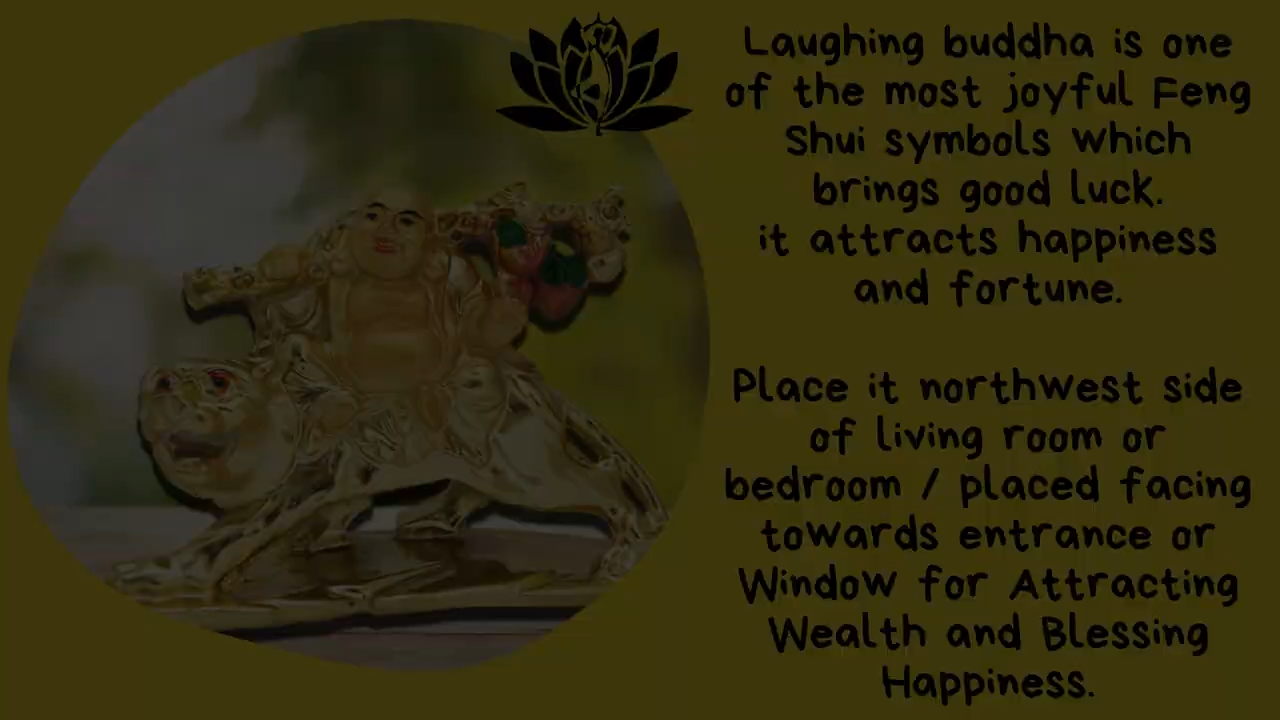 Laughing buddha is one
of the most joyful Feng
Shui symbols which
brings good luck.
it attracts happiness
and fortune.
Place it northwest side
of living room or
bedroom / placed facing
towards entrance or
Window for Attracting
Wealth and Blessing
Happiness.